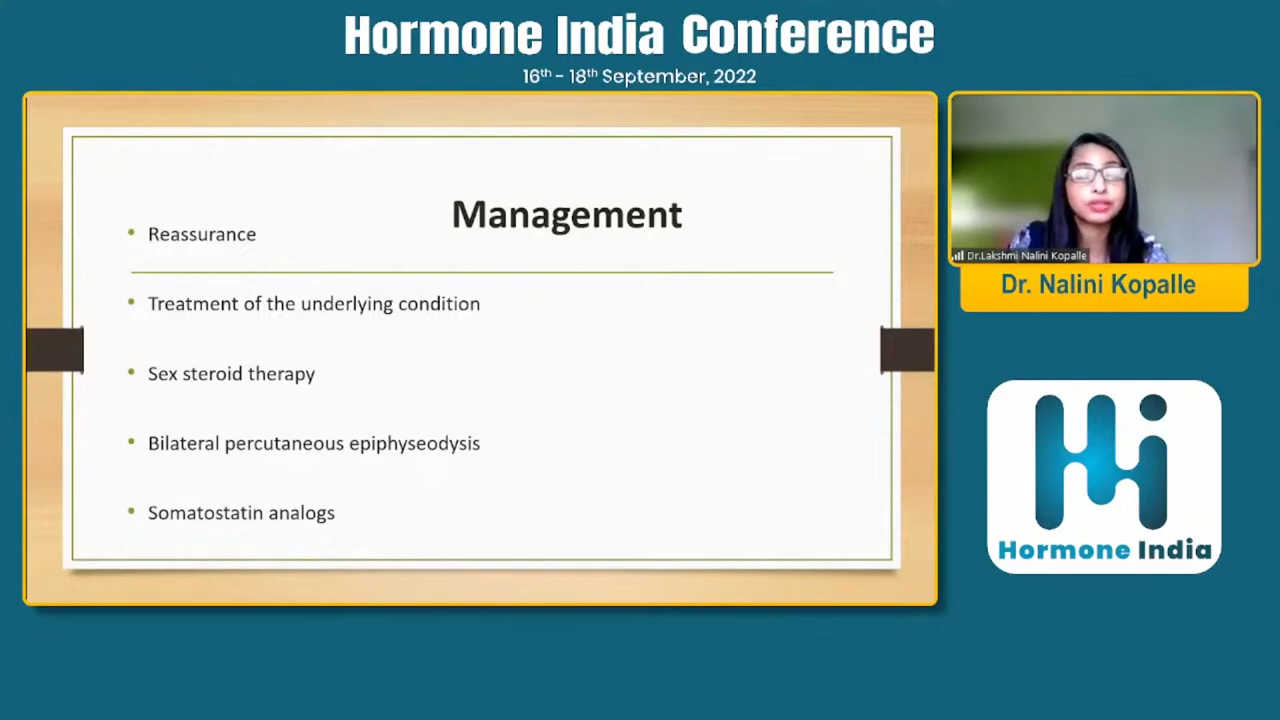 Hormone India Conference
16th - 18th September, 2022
Management
• Reassurance
• Treatment of the underlying condition
• Sex steroid therapy
• Bilateral percutaneous epiphyseodysis
• Somatostatin analogs
Dr.Lakshmi Nalini Kopalle
Dr. Nalini Kopalle
Hi
Hormone India